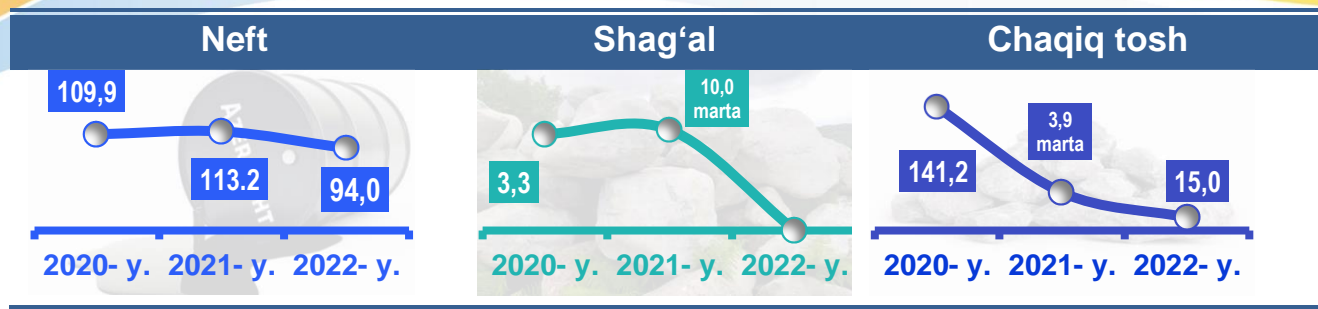 Neft
109,9
113.2
94,0
2020- y. 2021- y. 2022- y.
Shag‘al
3,3
10,0
marta
2020- y. 2021- y. 2022- y.
Chaqiq tosh
141,2
3,9
marta
15,0
2020- y. 2021- y. 2022- y.